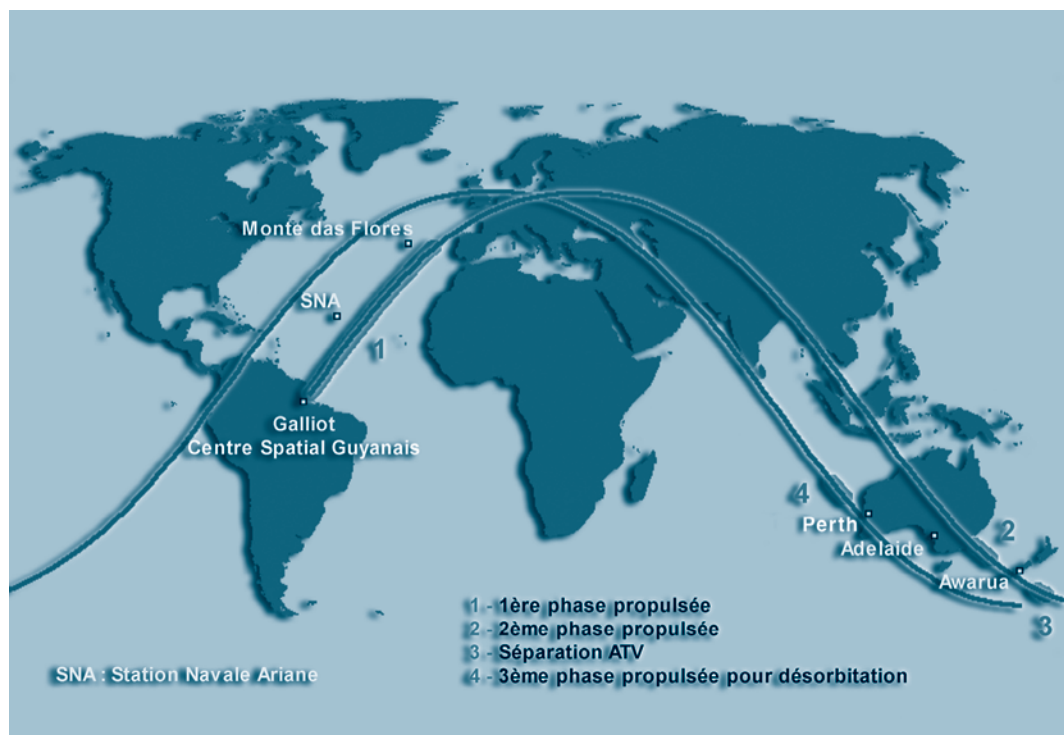 Monte das Flores
SNA
1
Galliot
Centre Spatial Guyanais
4
Perth
2
Adelaide
Awarua
3
1 - 1ère phase propulsée
2 - 2ème phase propulsée
3 - Séparation ATV
4 - 3ème phase propulsée pour désorbitation
SNA : Station Navale Ariane